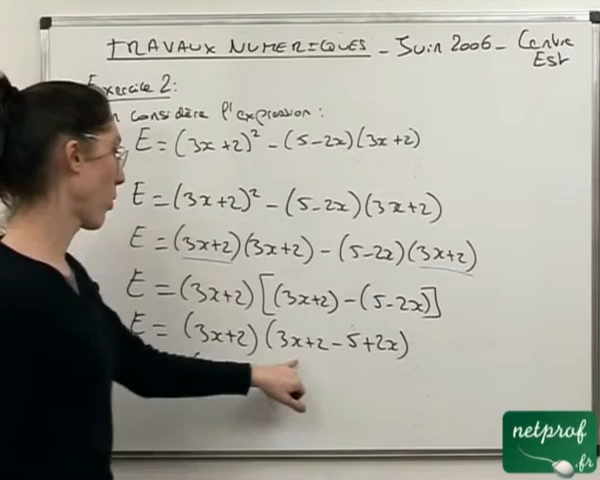 TRAVAUX NUMERIQUES - Juin 2006 - Centre Est
Exercice 2:
considère l'expression:
E = (3x+2)² - (5-2x)(3x+2)
E = (3x+2)² - (5-2x)(3x+2)
E = (3x+2)(3x+2) - (5-2x)(3x+2)
E = (3x+2)[(3x+2) - (5-2x)]
E = (3x+2)(3x+2-5+2x)
netprof
.fr